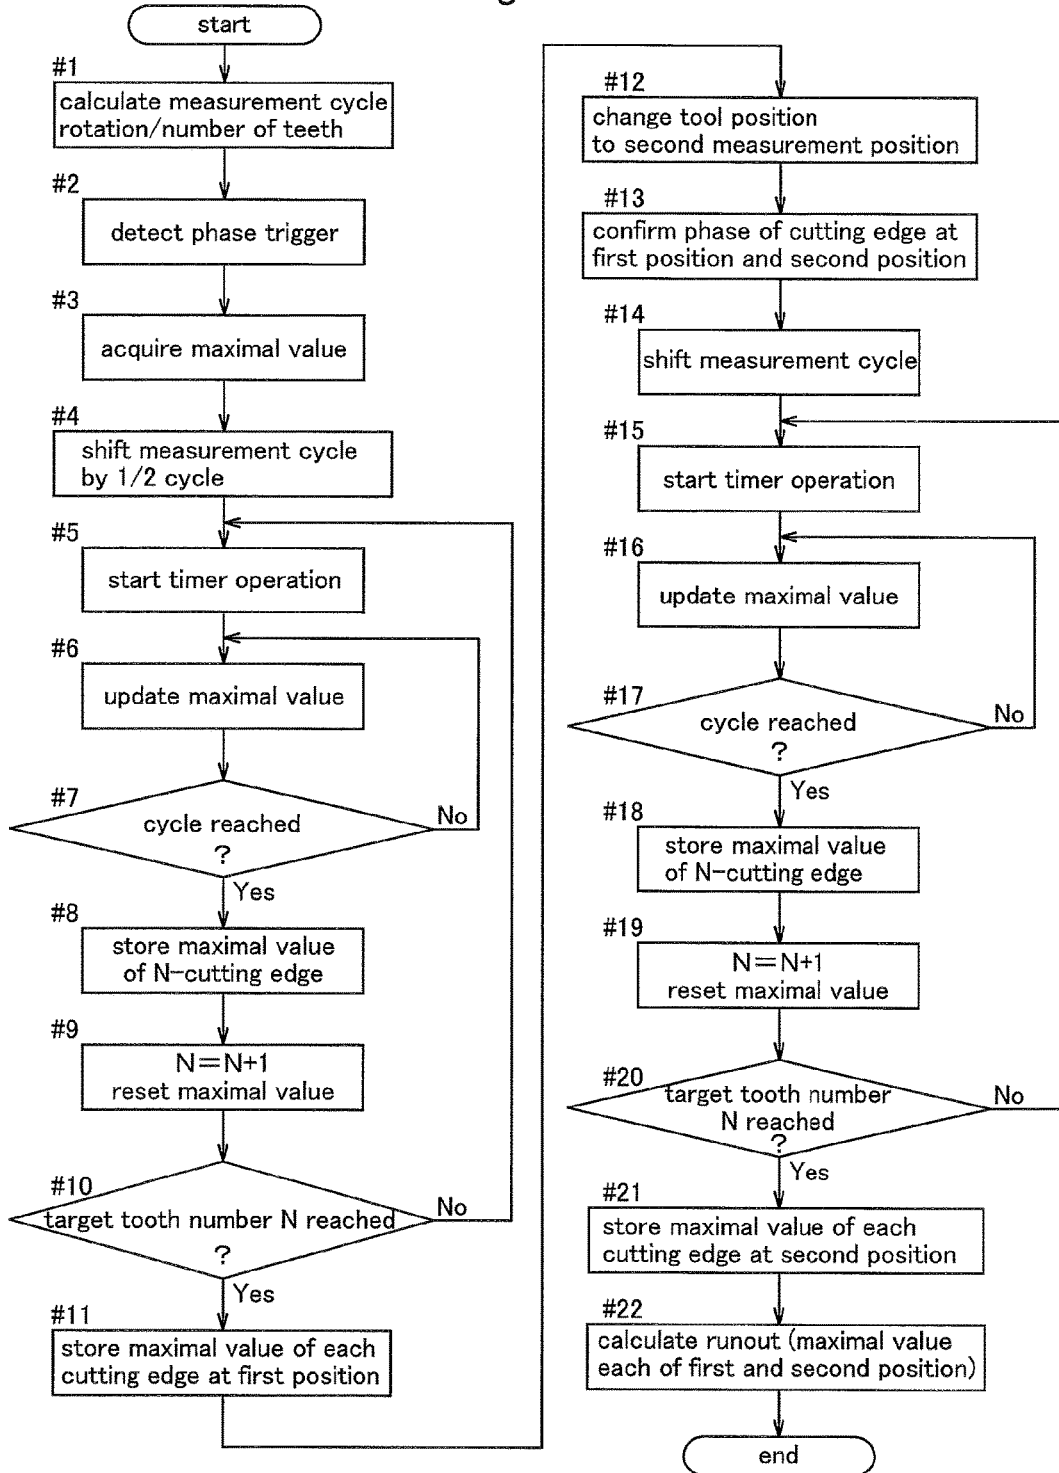 start
#1
calculate measurement cycle
rotation/number of teeth
#2
detect phase trigger
#3
acquire maximal value
#4
shift measurement cycle
by 1/2 cycle
#5
start timer operation
#6
update maximal value
#7
cycle reached
?
No
Yes
#8
store maximal value
of N-cutting edge
#9
N=N+1
reset maximal value
#10
target tooth number N reached
?
No
Yes
#11
store maximal value of each
cutting edge at first position
#12
change tool position
to second measurement position
#13
confirm phase of cutting edge at
first position and second position
#14
shift measurement cycle
#15
start timer operation
#16
update maximal value
#17
cycle reached
?
No
Yes
#18
store maximal value
of N-cutting edge
#19
N=N+1
reset maximal value
#20
target tooth number
N reached
?
No
Yes
#21
store maximal value of each
cutting edge at second position
#22
calculate runout (maximal value
each of first and second position)
end